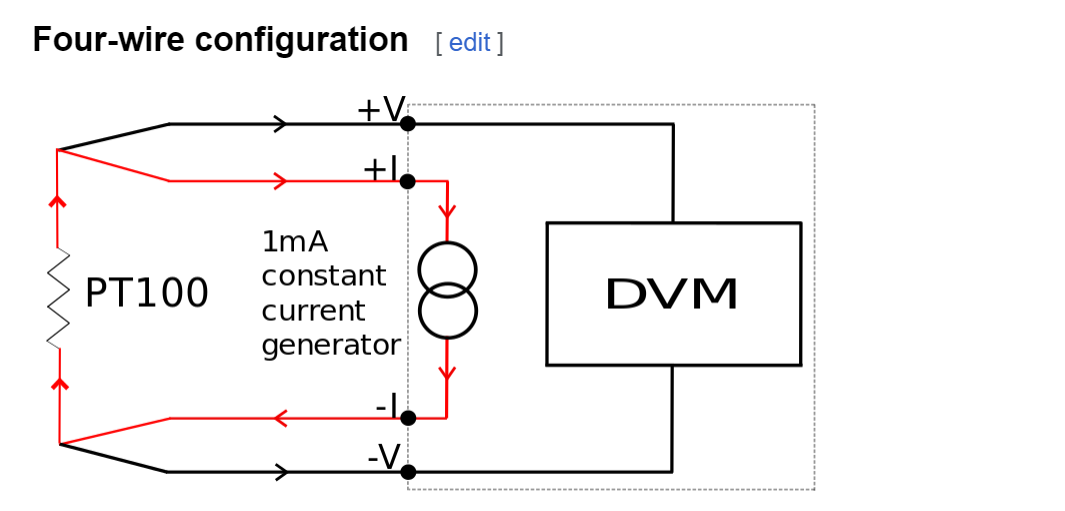 Four-wire configuration [ edit ]
+V
+I
1mA
constant
current
generator
PT100
DVM
-I
-V